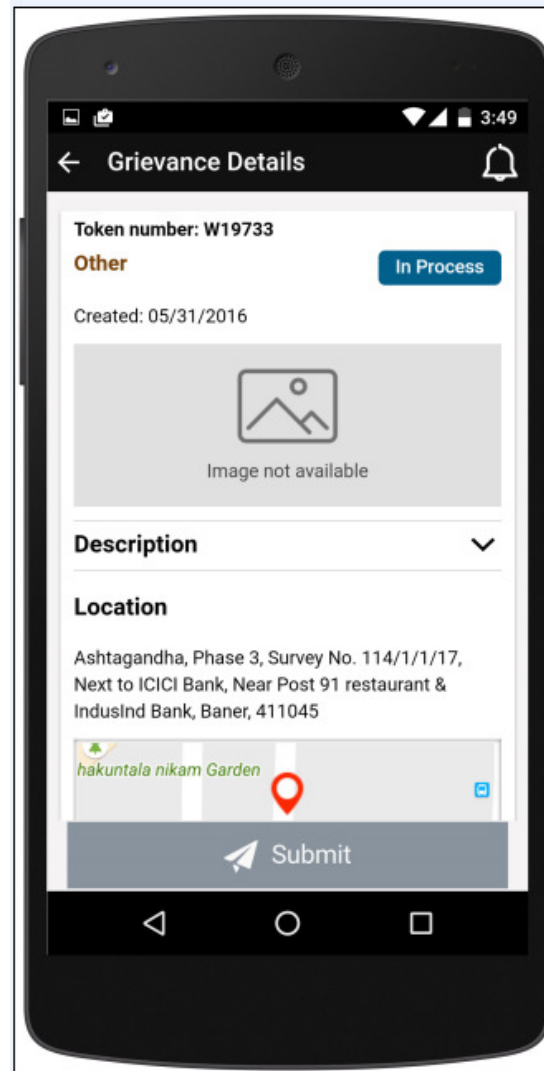 3:49
Grievance Details
Token number: W19733
Other
In Process
Created: 05/31/2016
Image not available
Description
Location
Ashtagandha, Phase 3, Survey No. 114/1/1/17,
Next to ICICI Bank, Near Post 91 restaurant &
IndusInd Bank, Baner, 411045
hakuntala nikam Garden
Submit